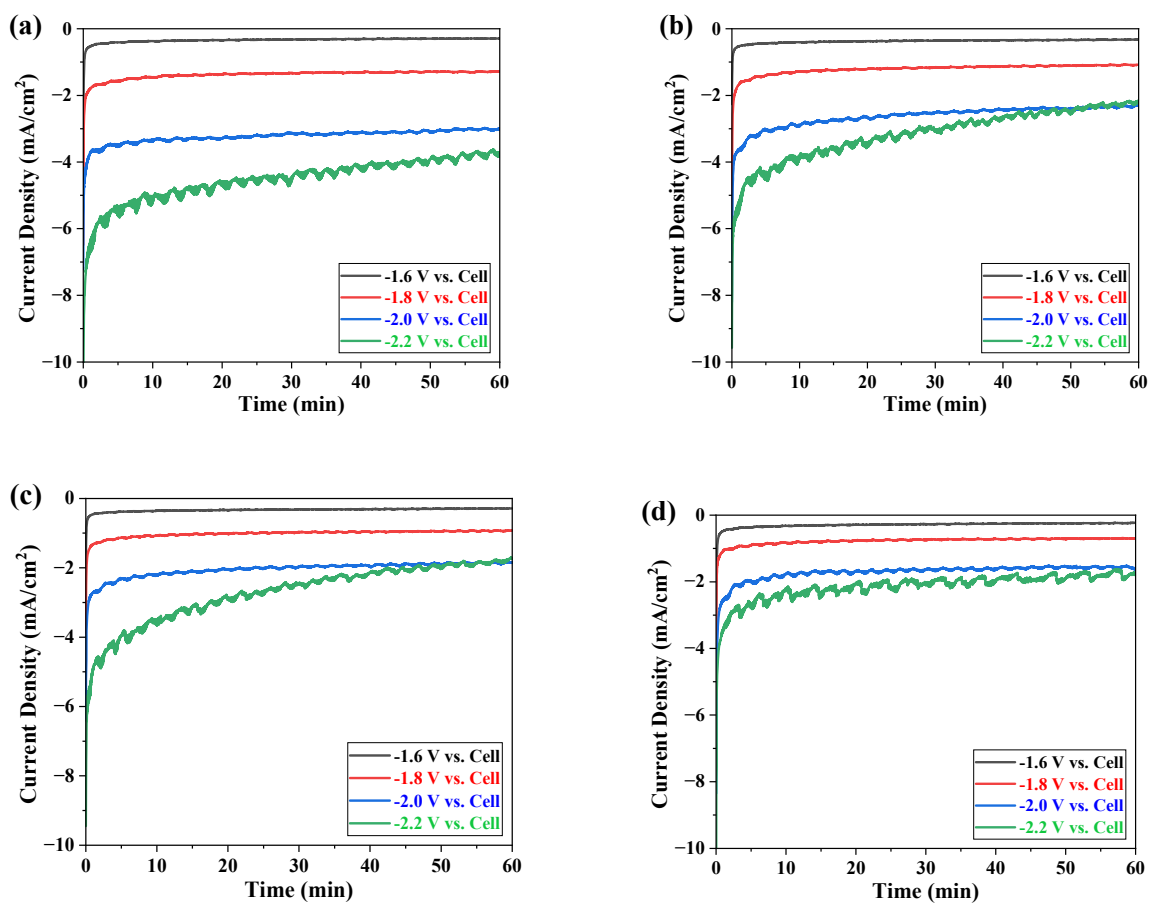 (a)
Current Density (mA/cm²)
0
−2
−4
−6
−8
−10
-1.6 V vs. Cell
-1.8 V vs. Cell
-2.0 V vs. Cell
-2.2 V vs. Cell
0 10 20 30 40 50 60
Time (min)
(b)
Current Density (mA/cm²)
0
−2
−4
−6
−8
−10
-1.6 V vs. Cell
-1.8 V vs. Cell
-2.0 V vs. Cell
-2.2 V vs. Cell
0 10 20 30 40 50 60
Time (min)
(c)
Current Density (mA/cm²)
0
−2
−4
−6
−8
−10
-1.6 V vs. Cell
-1.8 V vs. Cell
-2.0 V vs. Cell
-2.2 V vs. Cell
0 10 20 30 40 50 60
Time (min)
(d)
Current Density (mA/cm²)
0
−2
−4
−6
−8
−10
-1.6 V vs. Cell
-1.8 V vs. Cell
-2.0 V vs. Cell
-2.2 V vs. Cell
0 10 20 30 40 50 60
Time (min)